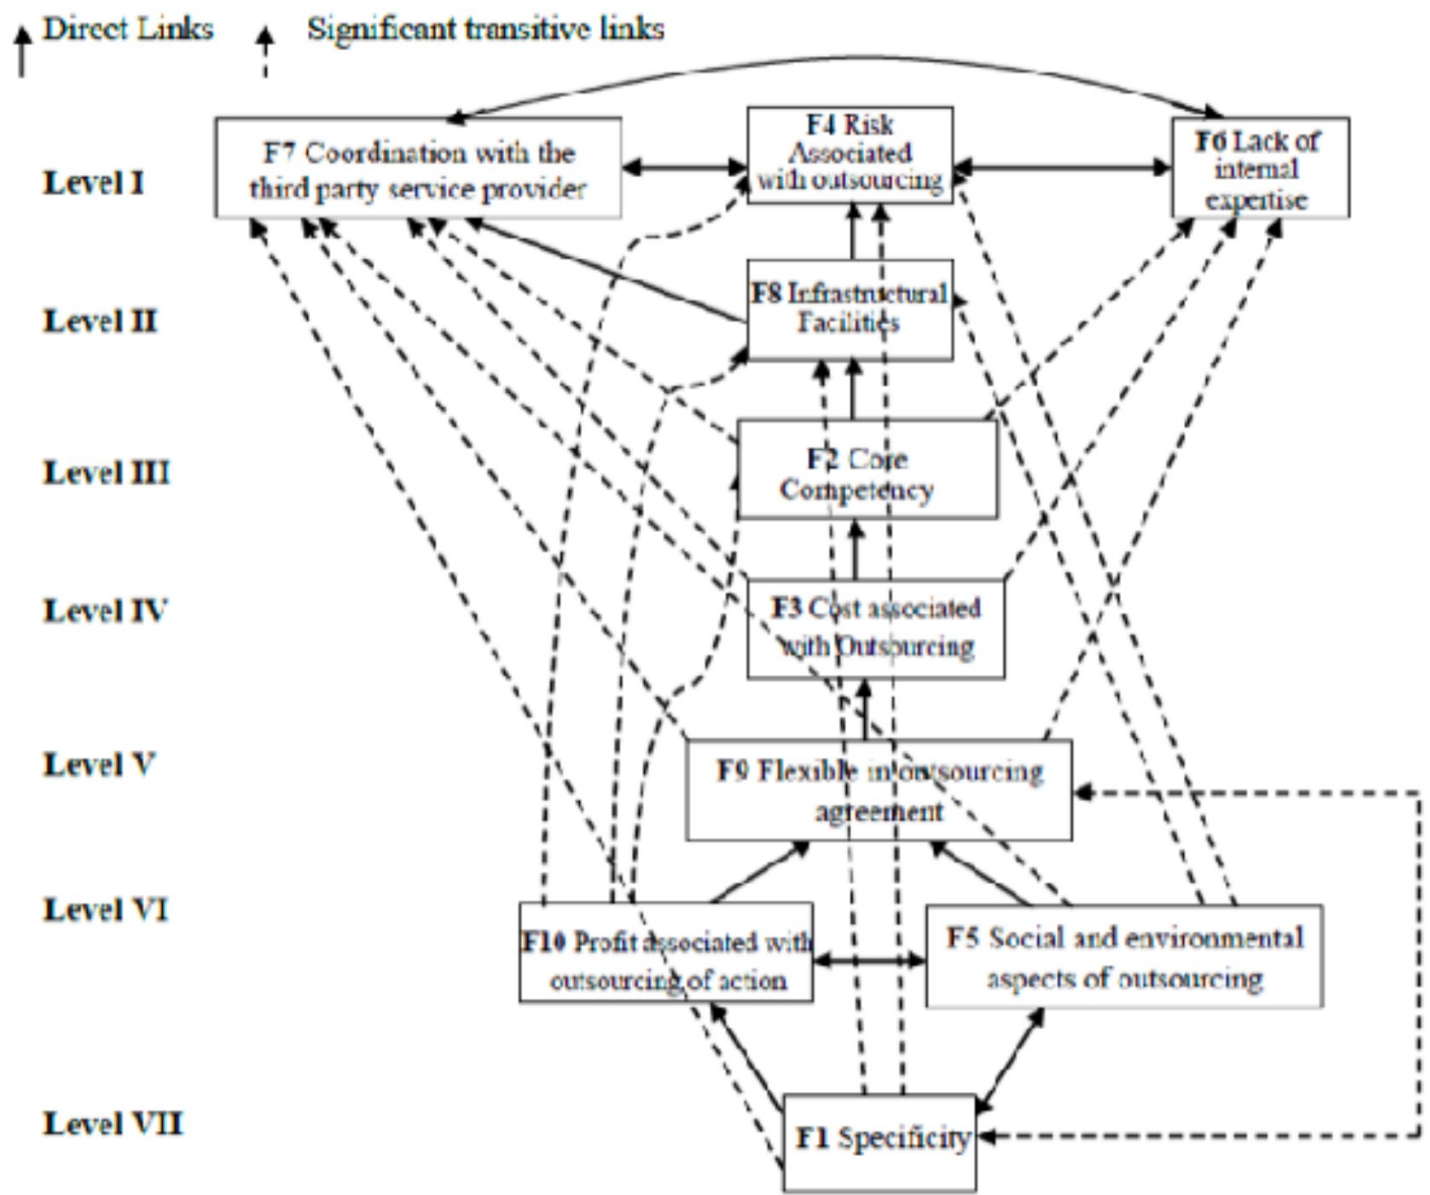 Direct Links
Significant transitive links
Level I
F7 Coordination with the
third party service provider
F4 Risk
Associated
with outsourcing
F6 Lack of
internal
expertise
Level II
F8 Infrastructural
Facilities
Level III
F2 Core
Competency
Level IV
F3 Cost associated
with Outsourcing
Level V
F9 Flexible in outsourcing
agreement
Level VI
F10 Profit associated with
outsourcing of action
F5 Social and environmental
aspects of outsourcing
Level VII
F1 Specificity